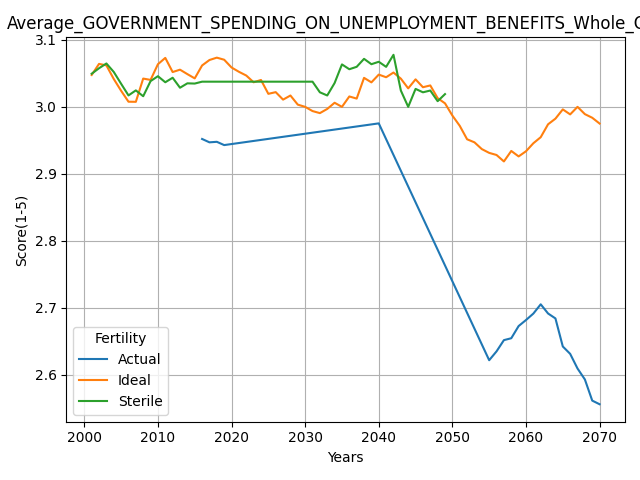 Average_GOVERNMENT_SPENDING_ON_UNEMPLOYMENT_BENEFITS_Whole_
3.1
3.0
2.9
2.8
2.7
2.6
Score(1-5)
Fertility
Actual
Ideal
Sterile
2000 2010 2020 2030 2040 2050 2060 2070
Years